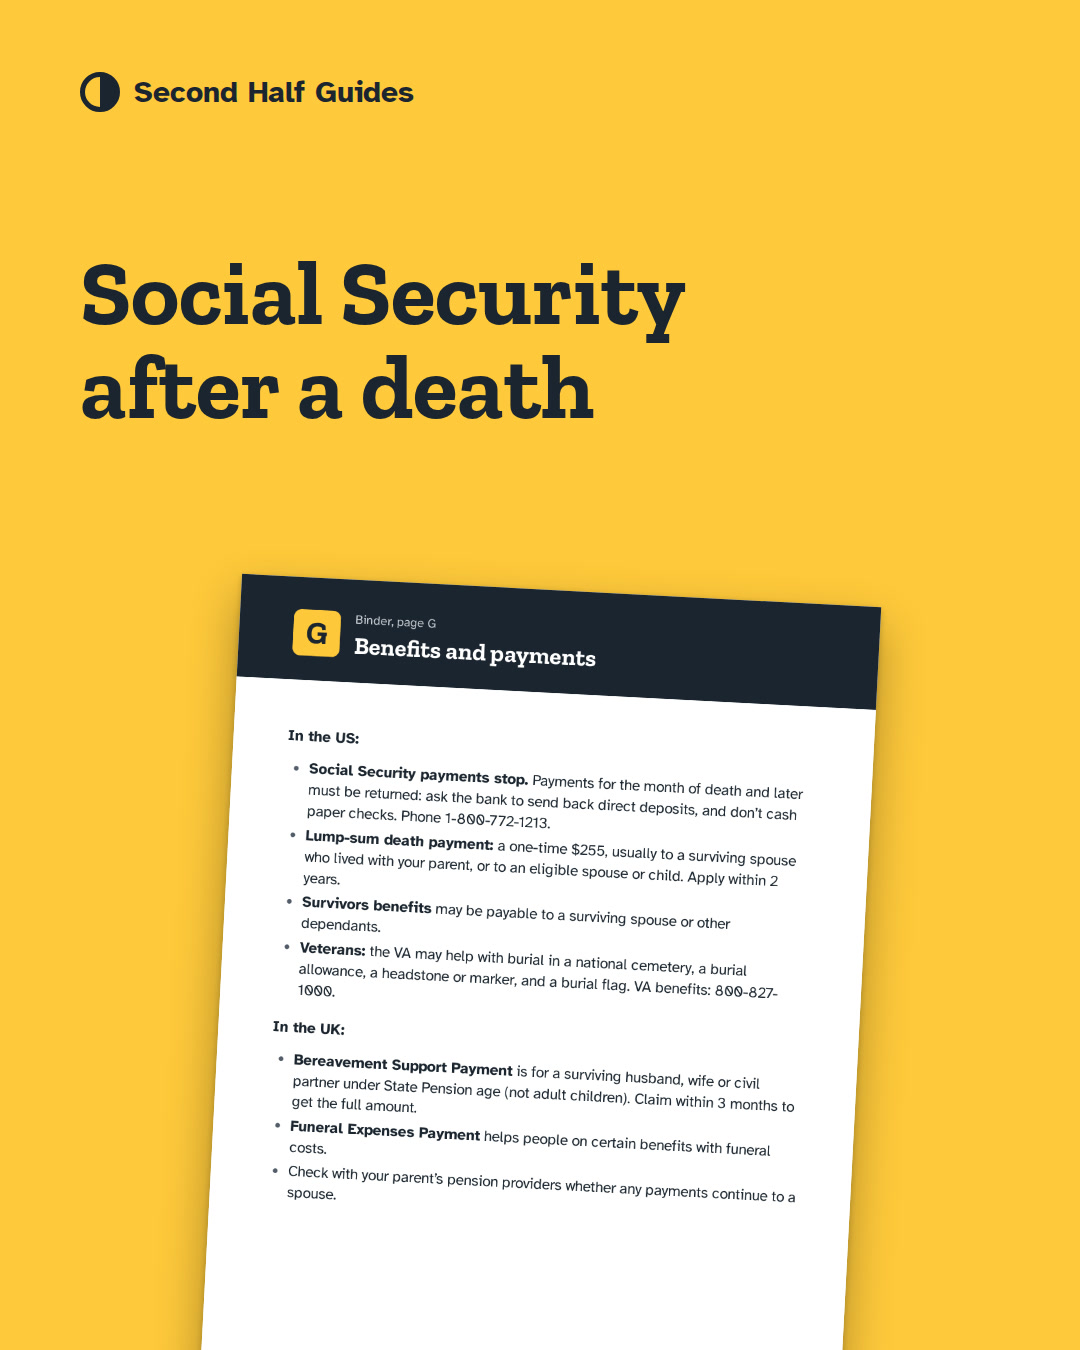 Second Half Guides
Social Security
after a death
G
Binder, page G
Benefits and payments
In the US:
• Social Security payments stop. Payments for the month of death and later
must be returned: ask the bank to send back direct deposits, and don't cash
paper checks. Phone 1-800-772-1213.
• Lump-sum death payment: a one-time $255, usually to a surviving spouse
who lived with your parent, or to an eligible spouse or child. Apply within 2
years.
• Survivors benefits may be payable to a surviving spouse or other
dependants.
• Veterans: the VA may help with burial in a national cemetery, a burial
allowance, a headstone or marker, and a burial flag. VA benefits: 800-827-
1000.
In the UK:
• Bereavement Support Payment is for a surviving husband, wife or civil
partner under State Pension age (not adult children). Claim within 3 months to
get the full amount.
• Funeral Expenses Payment helps people on certain benefits with funeral
costs.
• Check with your parent's pension providers whether any payments continue to a
spouse.